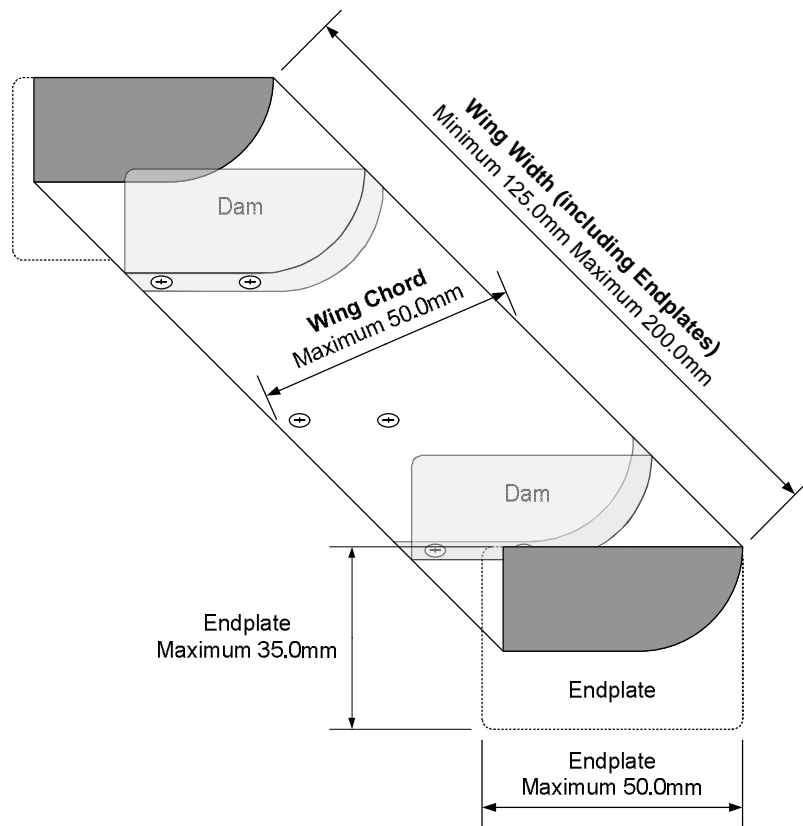 Wing Width (including Endplates)
Minimum 125.0mm Maximum 200.0mm
Dam
Wing Chord
Maximum 50.0mm
Dam
Endplate
Maximum 35.0mm
Endplate
Endplate
Maximum 50.0mm